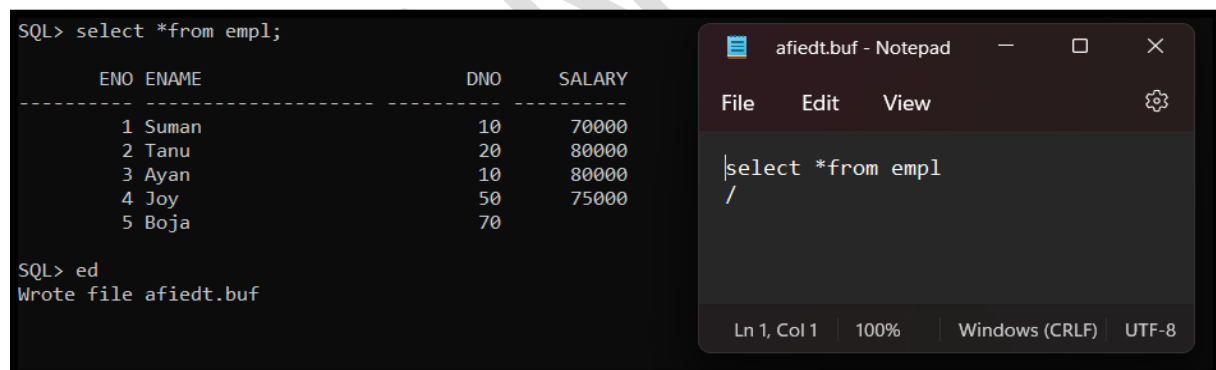 SQL> select *from empl;
ENO ENAME DNO SALARY
---------- -------------------- ---------- ----------
1 Suman 10 70000
2 Tanu 20 80000
3 Ayan 10 80000
4 Joy 50 75000
5 Boja 70
SQL> ed
Wrote file afiedt.buf
afiedt.buf - Notepad
File Edit View
select *from empl
/
Ln 1, Col 1 100% Windows (CRLF) UTF-8